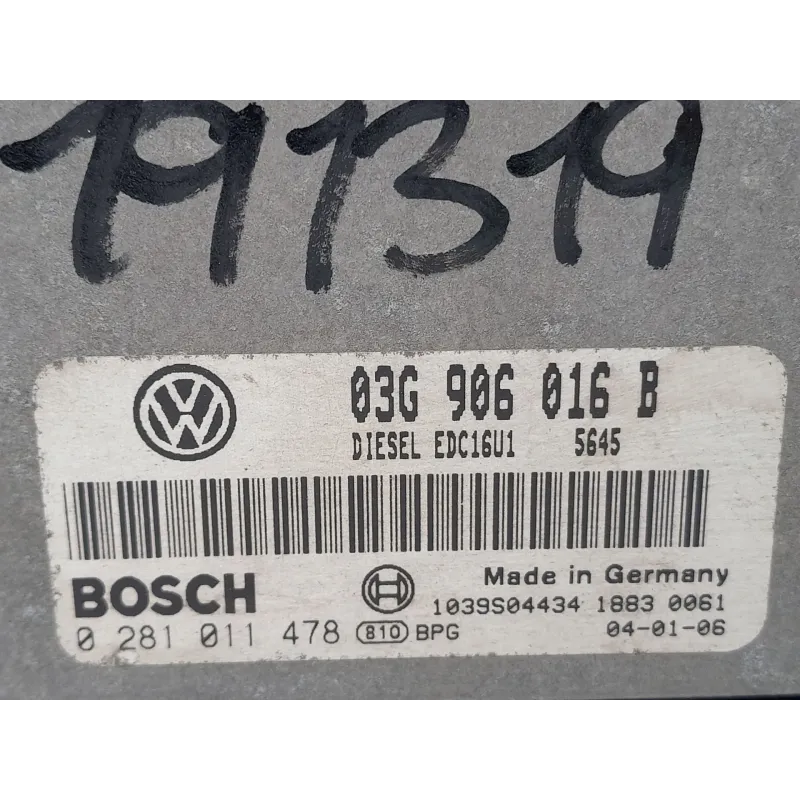 191319
VW
03G 906 016 B
DIESEL EDC16U1 5645
BOSCH
Made in Germany
1039S04434 1883 0061
0 281 011 478 810 BPG 04-01-06